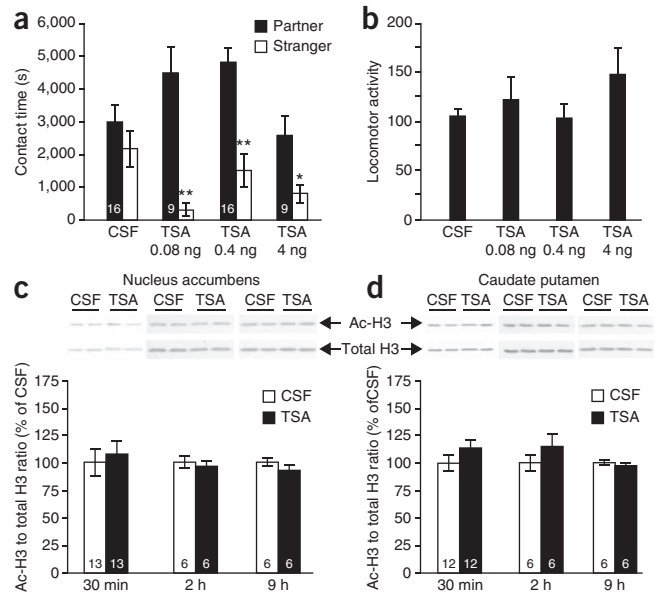 a
6,000
5,000
4,000
3,000
2,000
1,000
0
Contact time (s)
Partner
Stranger
**
**
*
16
9
16
9
CSF
TSA
0.08 ng
TSA
0.4 ng
TSA
4 ng
b
200
150
100
50
0
Locomotor activity
CSF
TSA
0.08 ng
TSA
0.4 ng
TSA
4 ng
c
Nucleus accumbens
CSF TSA CSF TSA CSF TSA
Ac-H3
Total H3
d
Caudate putamen
CSF TSA CSF TSA CSF TSA
175
150
125
100
75
50
25
0
Ac-H3 to total H3 ratio (% of CSF)
CSF
TSA
13 13 6 6 6 6
30 min 2 h 9 h
175
150
125
100
75
50
25
0
Ac-H3 to total H3 ratio (% ofCSF)
CSF
TSA
12 12 6 6 6 6
30 min 2 h 9 h